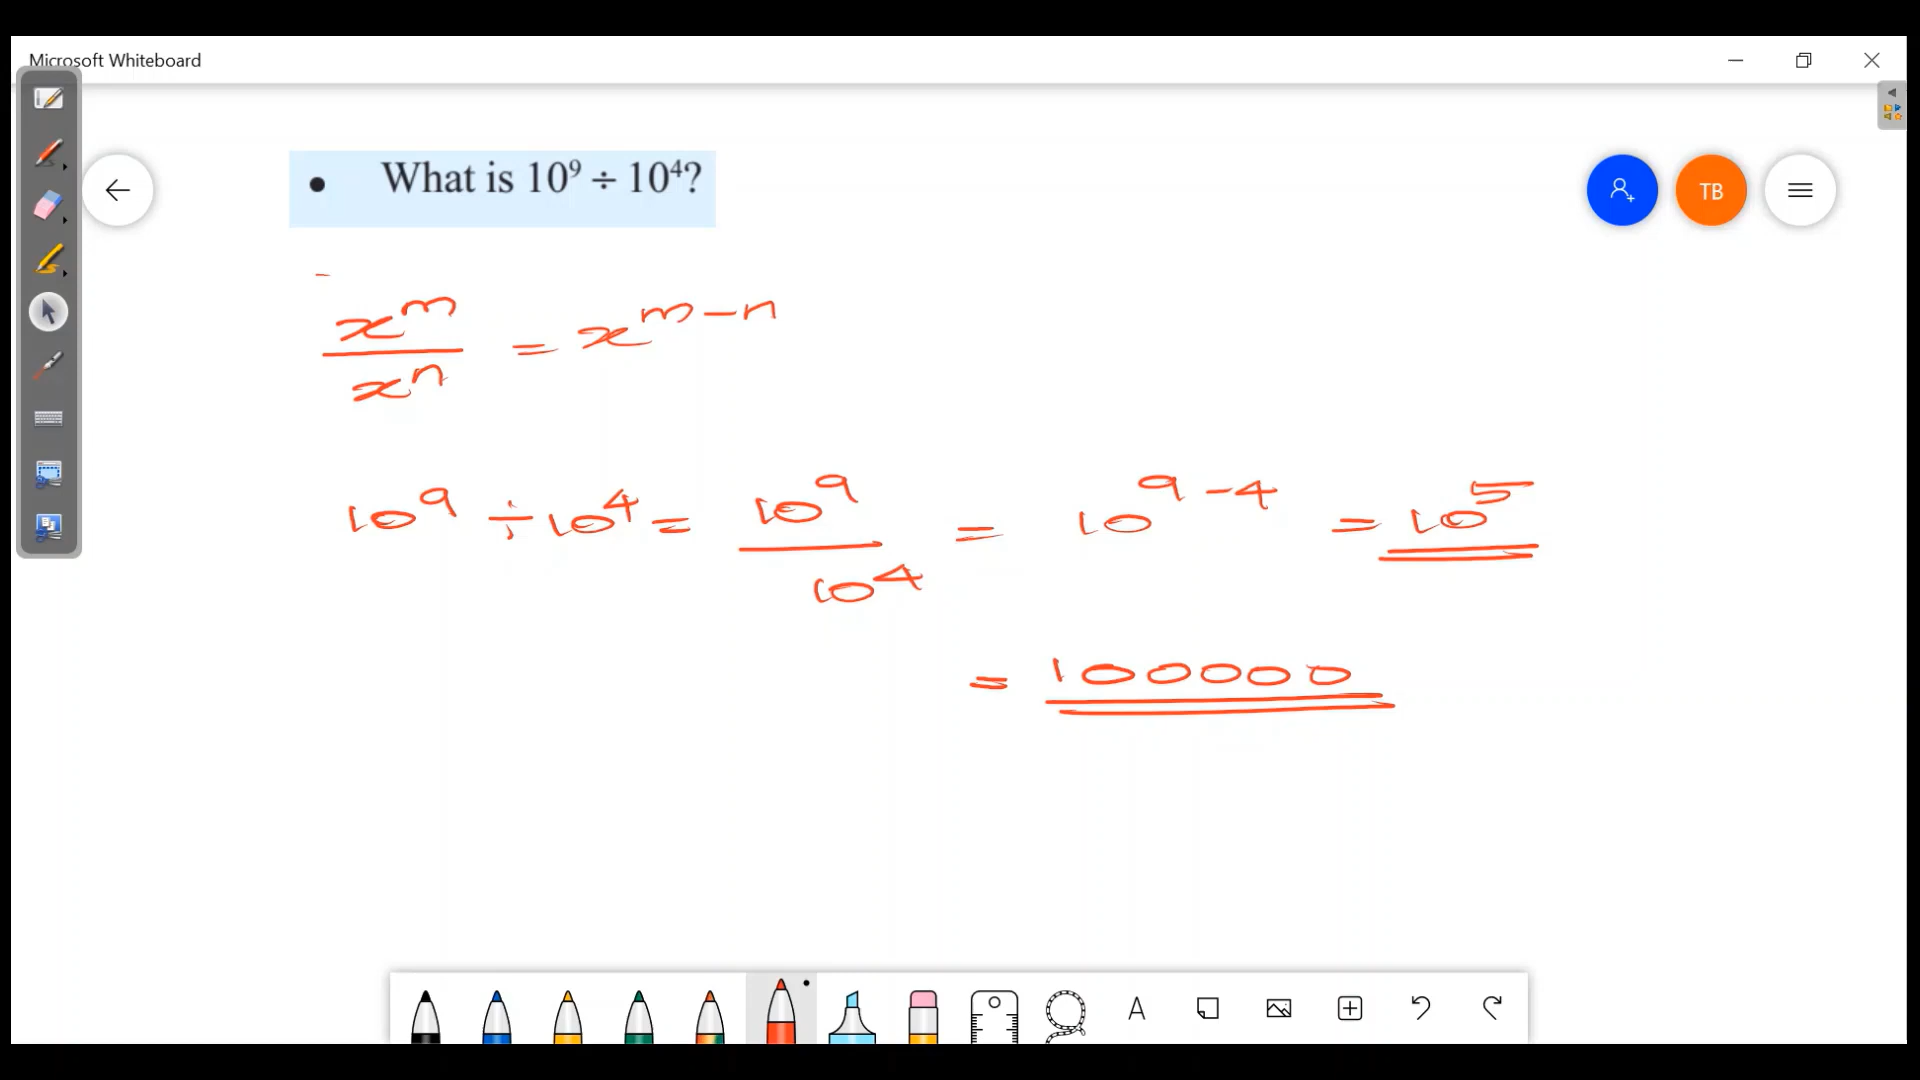 Microsoft Whiteboard
• What is 10⁹ ÷ 10⁴?
TB
xᵐ/xⁿ = xᵐ⁻ⁿ
10⁹ ÷ 10⁴ = 10⁹/10⁴ = 10⁹⁻⁴ = 10⁵
= 100000
A